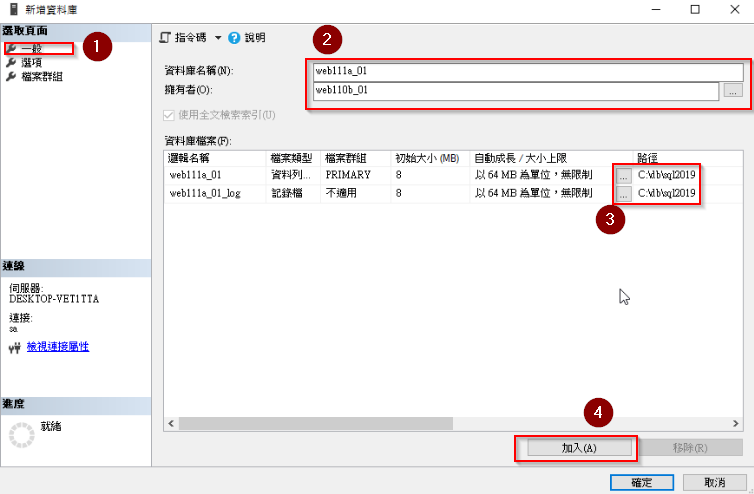 新增資料庫
選取頁面
1
一般
選項
檔案群組
指令碼 說明
2
資料庫名稱(N):
web111a_01
擁有者(O):
web110b_01
...
使用全文檢索索引(U)
資料庫檔案(F):
邏輯名稱 檔案類型 檔案群組 初始大小 (MB) 自動成長 / 大小上限 路徑
web111a_01 資料列... PRIMARY 8 以 64 MB 為單位，無限制 ... C:\db\sql2019
web111a_01_log 記錄檔 不適用 8 以 64 MB 為單位，無限制 ... C:\db\sql2019
3
連線
伺服器:
DESKTOP-VET1TTA
連接:
sa
檢視連接屬性
進度
就緒
4
加入(A) 移除(R)
確定 取消